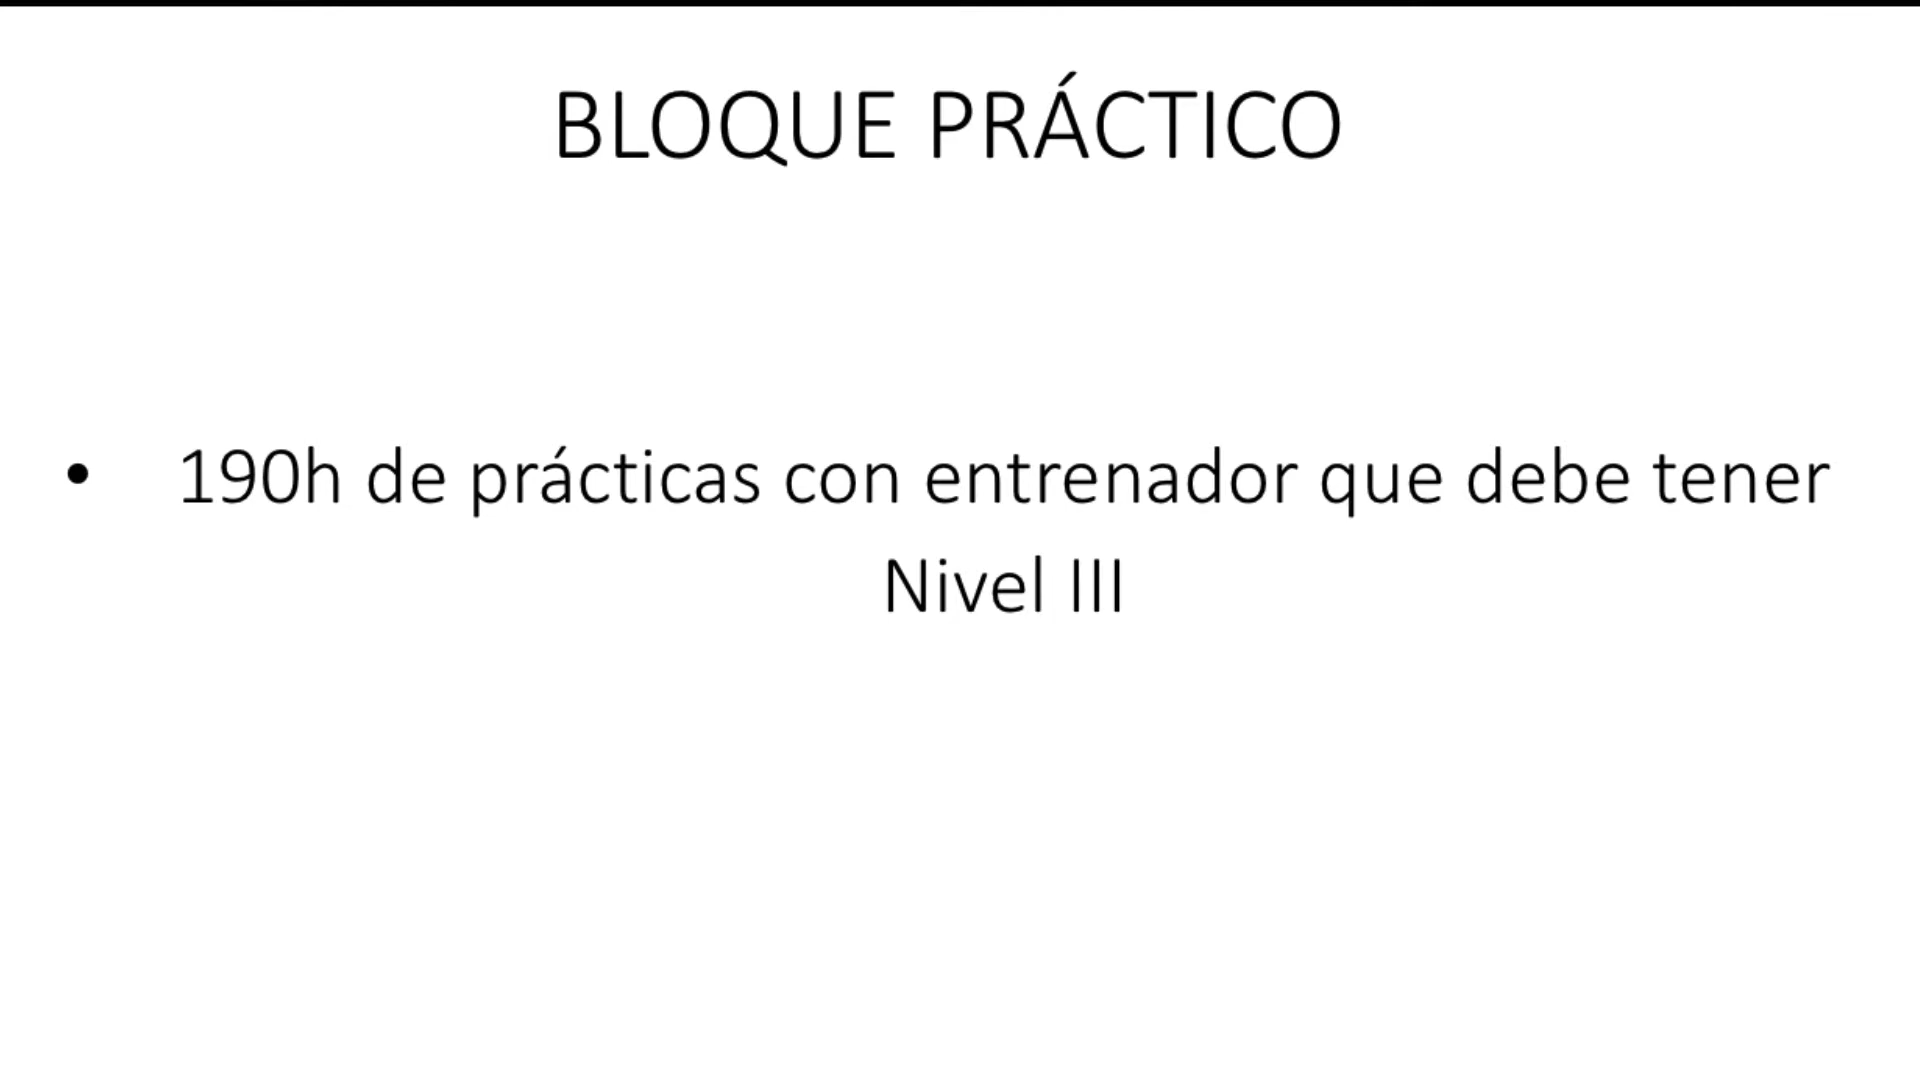 BLOQUE PRÁCTICO
• 190h de prácticas con entrenador que debe tener
Nivel III